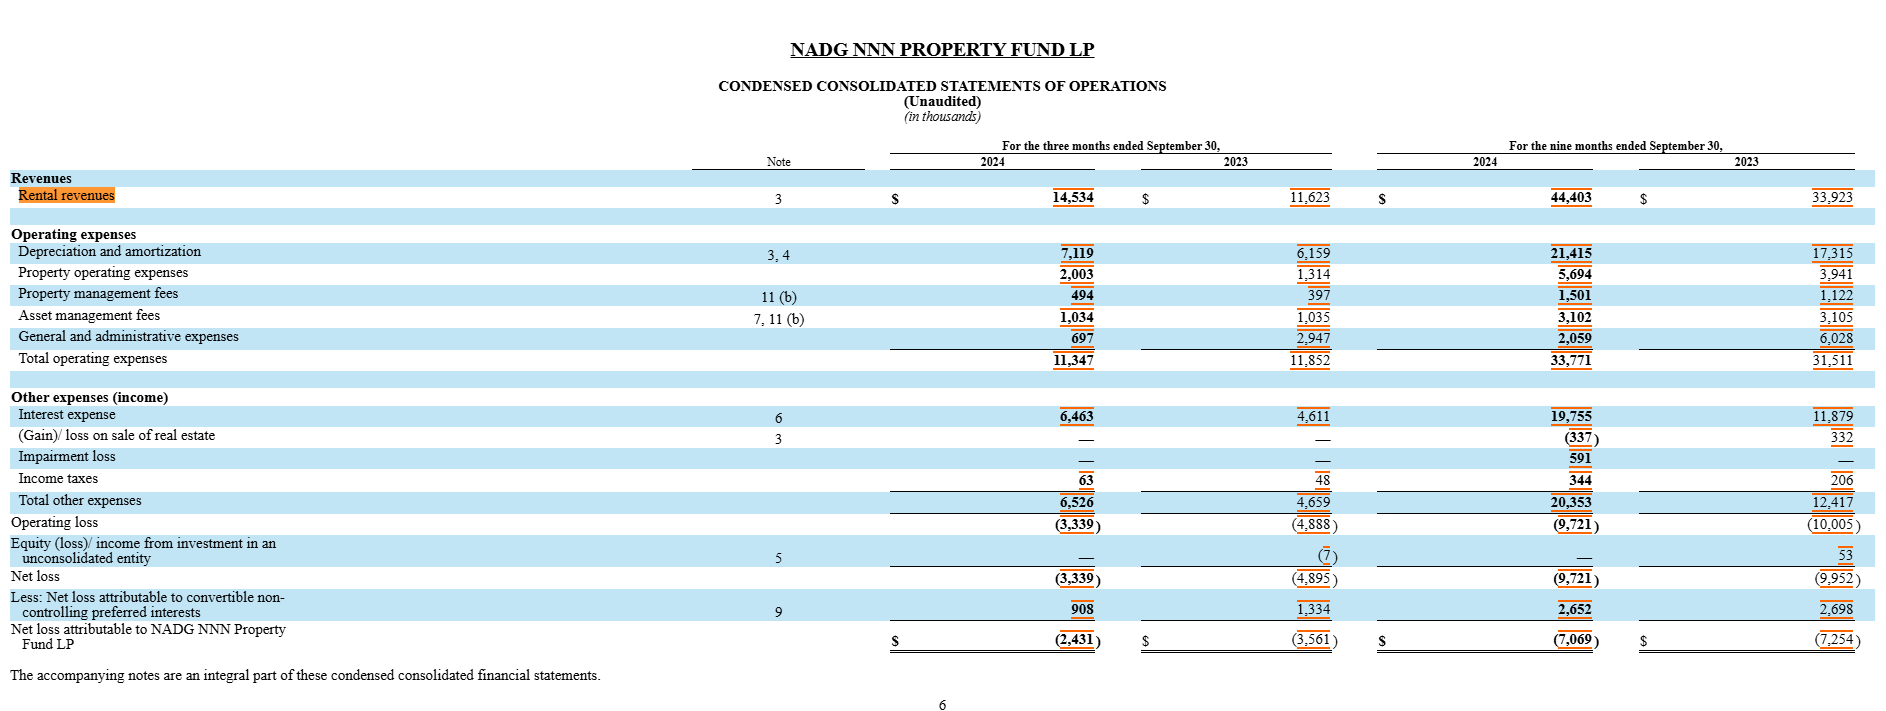 NADG NNN PROPERTY FUND LP
CONDENSED CONSOLIDATED STATEMENTS OF OPERATIONS
(Unaudited)
(in thousands)
For the three months ended September 30, For the nine months ended September 30,
Note 2024 2023 2024 2023
Revenues
Rental revenues 3 $ 14,534 $ 11,623 $ 44,403 $ 33,923
Operating expenses
Depreciation and amortization 3, 4 7,119 6,159 21,415 17,315
Property operating expenses 2,003 1,314 5,694 3,941
Property management fees 11 (b) 494 397 1,501 1,122
Asset management fees 7, 11 (b) 1,034 1,035 3,102 3,105
General and administrative expenses 697 2,947 2,059 6,028
Total operating expenses 11,347 11,852 33,771 31,511
Other expenses (income)
Interest expense 6 6,463 4,611 19,755 11,879
(Gain)/ loss on sale of real estate 3 — — (337) 332
Impairment loss — — 591 —
Income taxes 63 48 344 206
Total other expenses 6,526 4,659 20,353 12,417
Operating loss (3,339) (4,888) (9,721) (10,005)
Equity (loss)/ income from investment in an
unconsolidated entity 5 — (7) — 53
Net loss (3,339) (4,895) (9,721) (9,952)
Less: Net loss attributable to convertible non-
controlling preferred interests 9 908 1,334 2,652 2,698
Net loss attributable to NADG NNN Property
Fund LP $ (2,431) $ (3,561) $ (7,069) $ (7,254)
The accompanying notes are an integral part of these condensed consolidated financial statements.
6